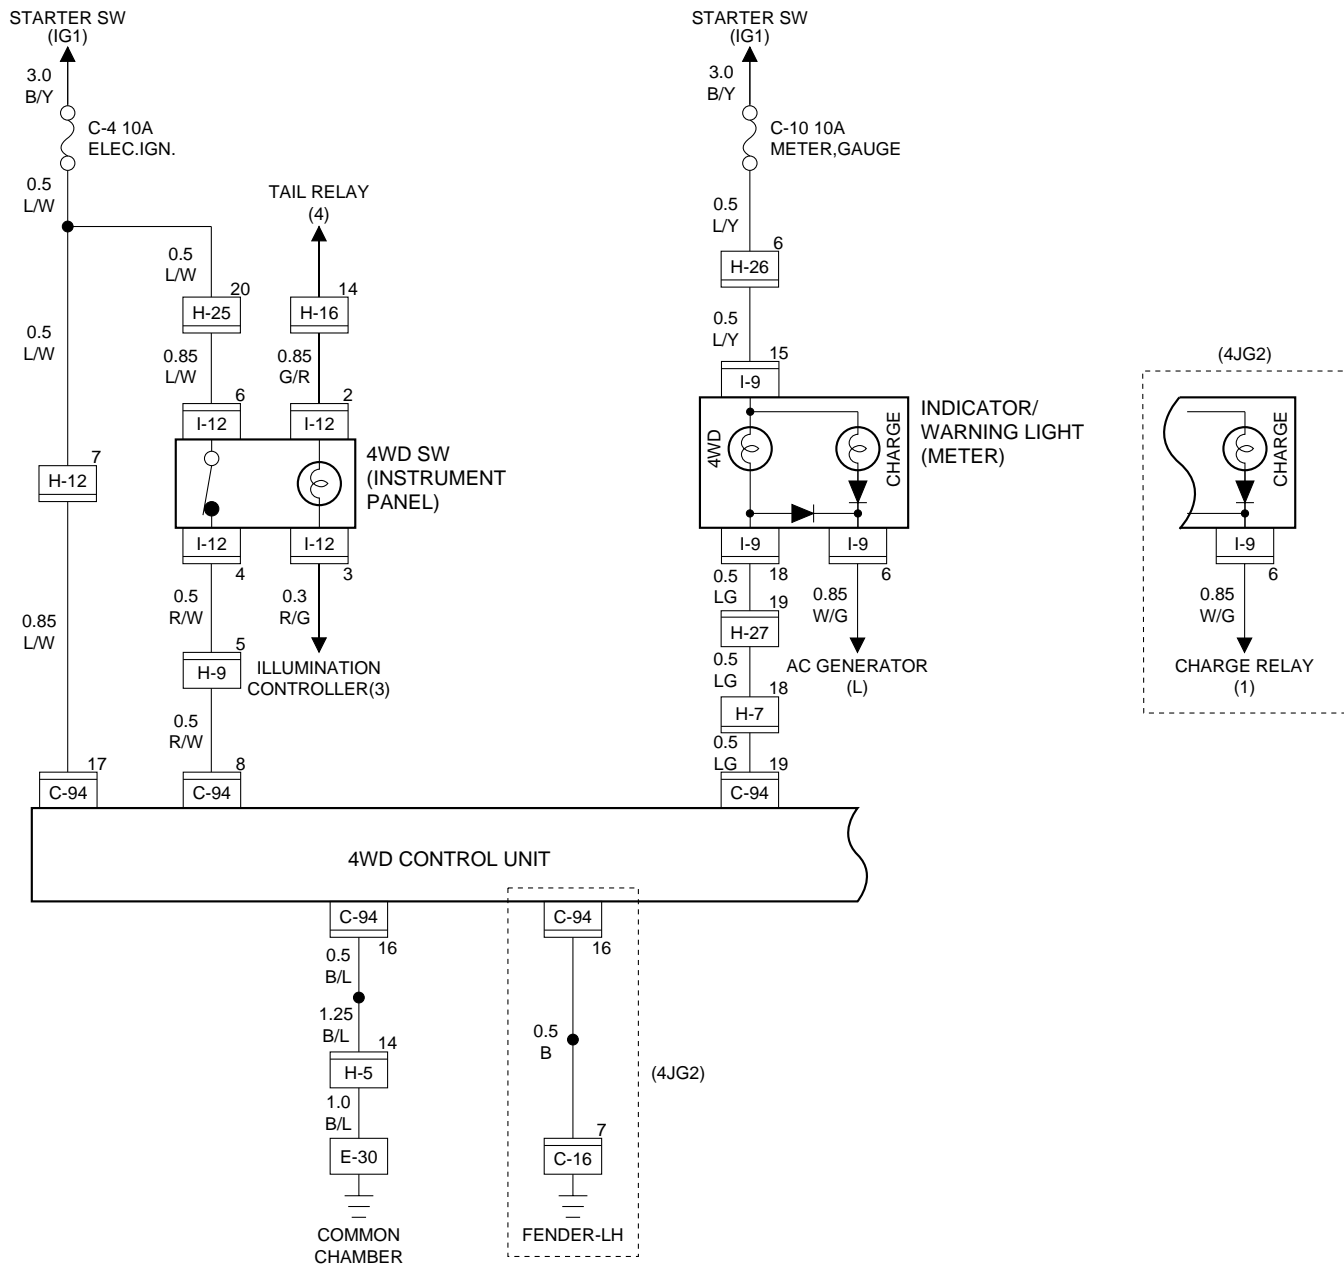 STARTER SW
(IG1)
3.0
B/Y
C-4 10A
ELEC.IGN.
0.5
L/W
TAIL RELAY
(4)
0.5
L/W
20
H-25
14
H-16
0.5
L/W
0.85
L/W
0.85
G/R
6
I-12
2
I-12
4WD SW
(INSTRUMENT
PANEL)
7
H-12
I-12
4
I-12
3
0.5
R/W
0.3
R/G
0.85
L/W
5
H-9
ILLUMINATION
CONTROLLER(3)
0.5
R/W
17
C-94
8
C-94
STARTER SW
(IG1)
3.0
B/Y
C-10 10A
METER,GAUGE
0.5
L/Y
6
H-26
0.5
L/Y
15
I-9
4WD
CHARGE
INDICATOR/
WARNING LIGHT
(METER)
I-9
18
I-9
6
0.5
LG
19
H-27
0.85
W/G
AC GENERATOR
(L)
0.5
LG
18
H-7
0.5
LG
19
C-94
(4JG2)
CHARGE
I-9
6
0.85
W/G
CHARGE RELAY
(1)
4WD CONTROL UNIT
C-94
16
0.5
B/L
1.25
B/L
14
H-5
1.0
B/L
E-30
COMMON
CHAMBER
C-94
16
0.5
B
(4JG2)
7
C-16
FENDER-LH